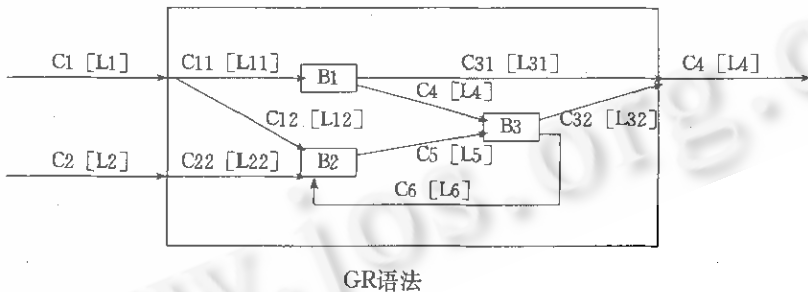 C1 [L1]
C11 [L11]
B1
C31 [L31]
C4 [L4]
C4 [L4]
C12 [L12]
B3
C32 [L32]
C2 [L2]
C22 [L22]
B2
C5 [L5]
C6 [L6]
GR语法